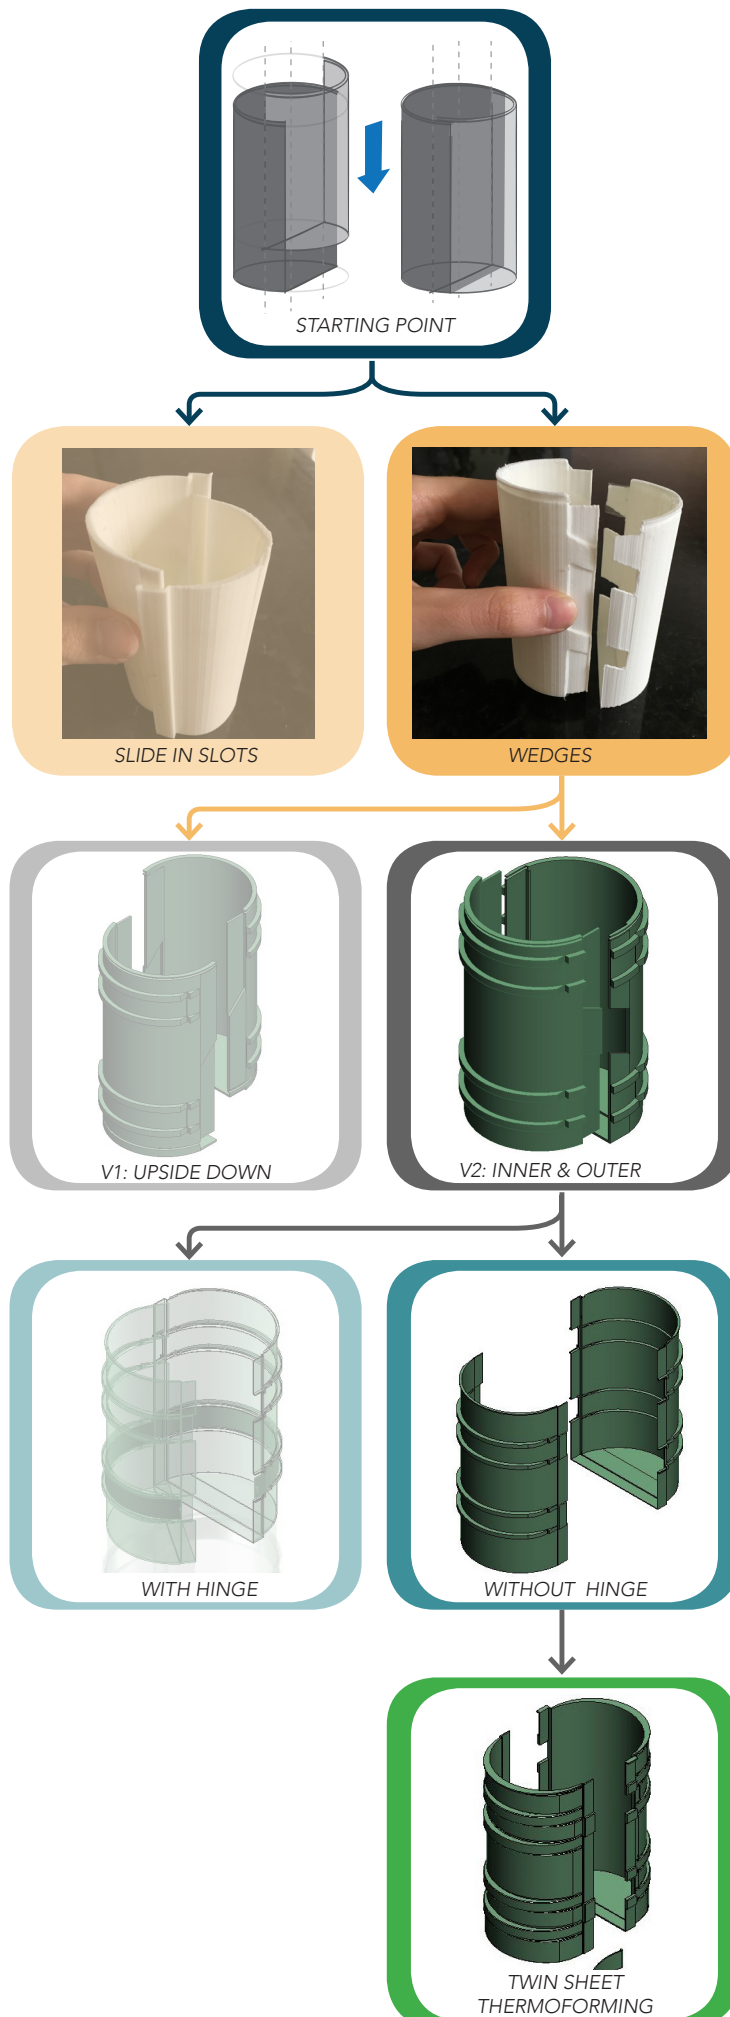 STARTING POINT
SLIDE IN SLOTS
WEDGES
V1: UPSIDE DOWN
V2: INNER & OUTER
WITH HINGE
WITHOUT HINGE
TWIN SHEET
THERMOFORMING